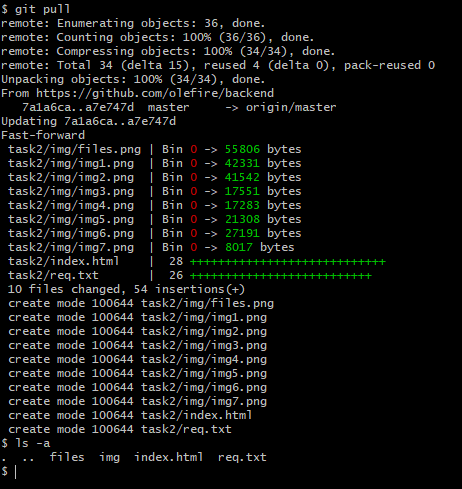 $ git pull
remote: Enumerating objects: 36, done.
remote: Counting objects: 100% (36/36), done.
remote: Compressing objects: 100% (34/34), done.
remote: Total 34 (delta 15), reused 4 (delta 0), pack-reused 0
Unpacking objects: 100% (34/34), done.
From https://github.com/olefire/backend
   7a1a6ca..a7e747d  master     -> origin/master
Updating 7a1a6ca..a7e747d
Fast-forward
 task2/img/files.png | Bin 0 -> 55806 bytes
 task2/img/img1.png  | Bin 0 -> 42331 bytes
 task2/img/img2.png  | Bin 0 -> 41542 bytes
 task2/img/img3.png  | Bin 0 -> 17551 bytes
 task2/img/img4.png  | Bin 0 -> 17283 bytes
 task2/img/img5.png  | Bin 0 -> 21308 bytes
 task2/img/img6.png  | Bin 0 -> 27191 bytes
 task2/img/img7.png  | Bin 0 -> 8017 bytes
 task2/index.html    |  28 ++++++++++++++++++++++++++++
 task2/req.txt       |  26 ++++++++++++++++++++++++++
 10 files changed, 54 insertions(+)
 create mode 100644 task2/img/files.png
 create mode 100644 task2/img/img1.png
 create mode 100644 task2/img/img2.png
 create mode 100644 task2/img/img3.png
 create mode 100644 task2/img/img4.png
 create mode 100644 task2/img/img5.png
 create mode 100644 task2/img/img6.png
 create mode 100644 task2/img/img7.png
 create mode 100644 task2/index.html
 create mode 100644 task2/req.txt
$ ls -a
.  ..  files  img  index.html  req.txt
$